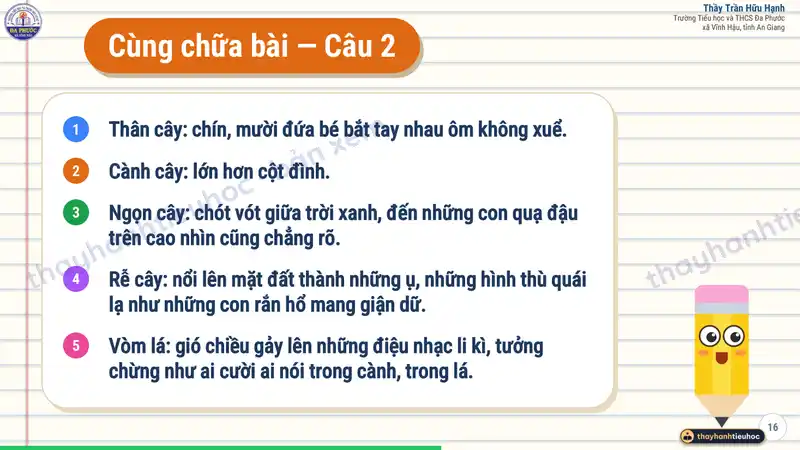 Thầy Trần Hữu Hạnh
Trường Tiểu học và THCS Đa Phước
xã Vĩnh Hậu, tỉnh An Giang
ĐA PHƯỚC
Cùng chữa bài – Câu 2
1 Thân cây: chín, mười đứa bé bắt tay nhau ôm không xuể.
2 Cành cây: lớn hơn cột đình.
3 Ngọn cây: chót vót giữa trời xanh, đến những con quạ đậu
trên cao nhìn cũng chẳng rõ.
4 Rễ cây: nổi lên mặt đất thành những ụ, những hình thù quái
lạ như những con rắn hổ mang giận dữ.
5 Vòm lá: gió chiều gảy lên những điệu nhạc li kì, tưởng
chừng như ai cười ai nói trong cành, trong lá.
thayhanhtieuhoc · bản xem
thayhanhtieuhoc
16